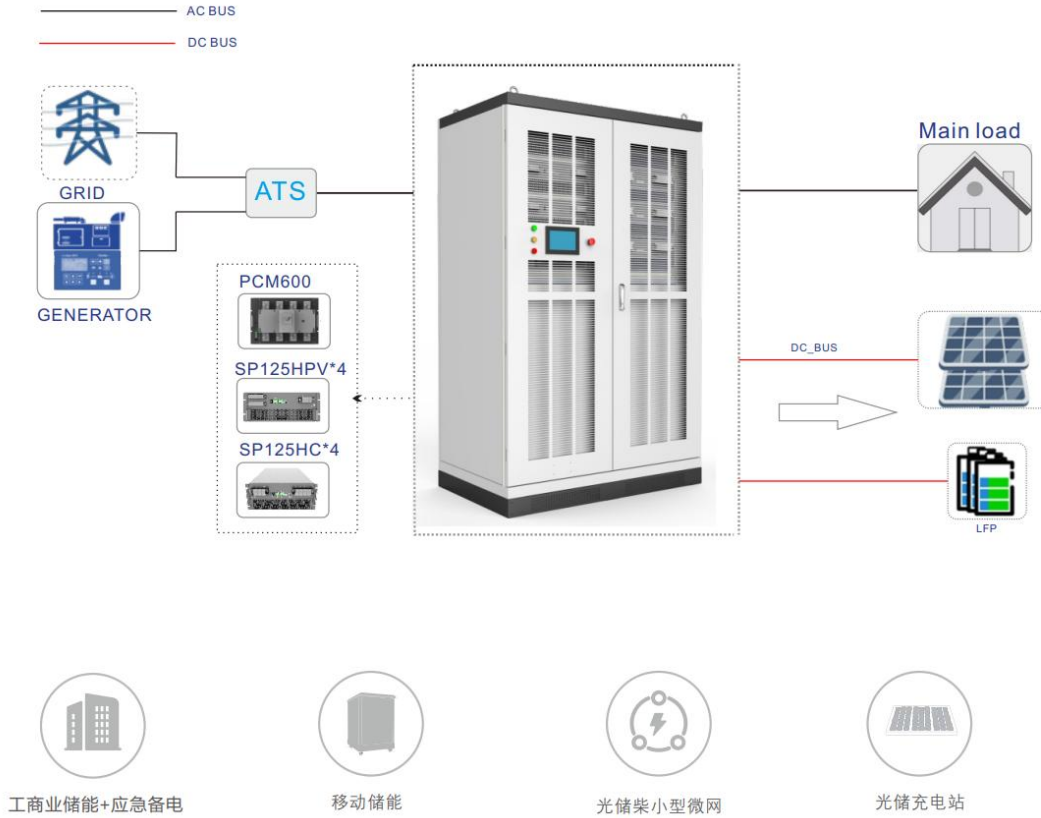 AC BUS
DC BUS
GRID
GENERATOR
ATS
PCM600
SP125HPV*4
SP125HC*4
Main load
DC_BUS
LFP
工商业储能+应急备电
移动储能
光储柴小型微网
光储充电站